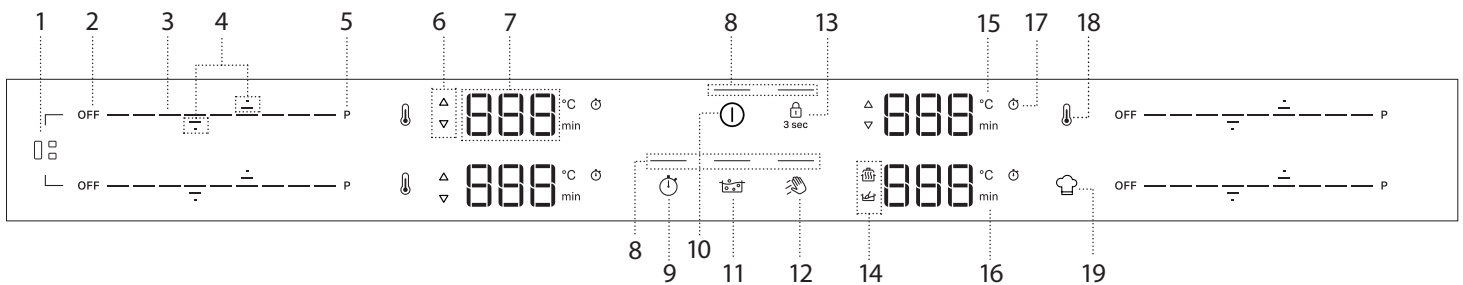 1 2 3 4 5 6 7 8 13 15 17 18
OFF P °C min 3 sec °C min OFF P
OFF P °C min °C min OFF P
8 9 10 11 12 14 16 19